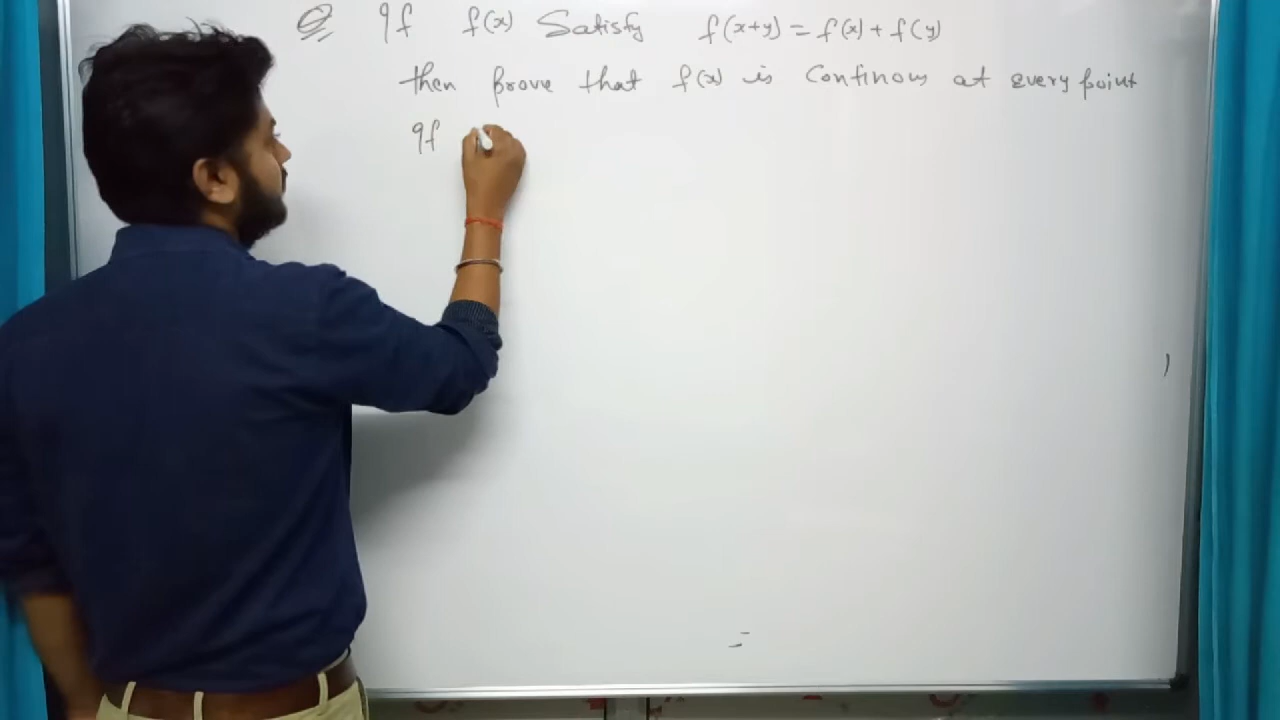 Q If f(x) Satisfy f(x+y) = f(x) + f(y)
then prove that f(x) is Continous at every point
If